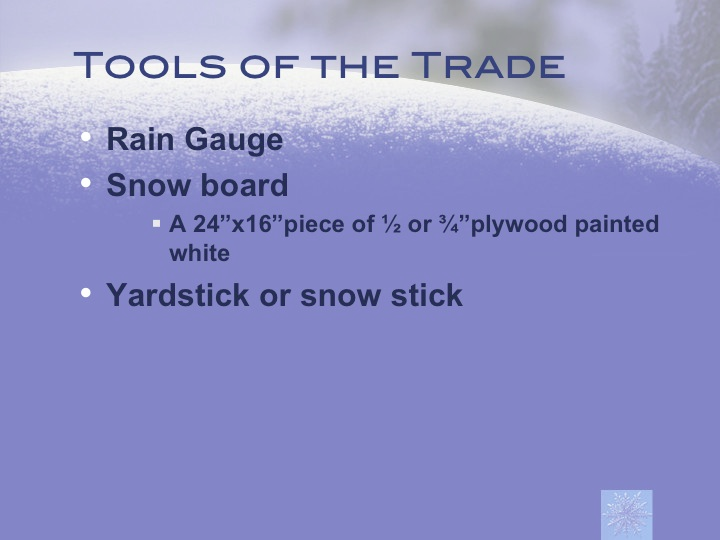 Tools of the Trade
• Rain Gauge
• Snow board
▪ A 24”x16”piece of ½ or ¾”plywood painted
white
• Yardstick or snow stick